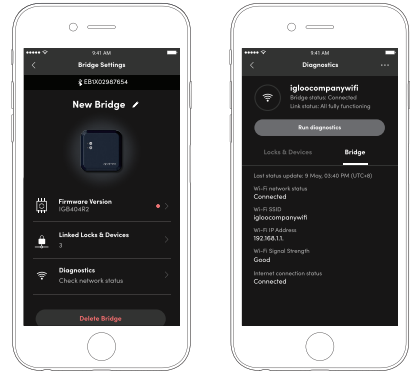 9:41 AM
Bridge Settings
EB1X02987654
New Bridge
Firmware Version
IGB404R2
Linked Locks & Devices
3
Diagnostics
Check network status
Delete Bridge
9:41 AM
Diagnostics
igloocompanywifi
Bridge status: Connected
Link status: All fully functioning
Run diagnostics
Locks & Devices
Bridge
Last status update: 9 May, 03:40 PM (UTC+8)
Wi-Fi network status
Connected
Wi-Fi SSID
igloocompanywifi
Wi-Fi IP Address
192.168.1.1.
Wi-Fi Signal Strength
Good
Internet connection status
Connected